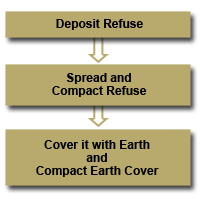 Deposit Refuse
Spread and
Compact Refuse
Cover it with Earth
and
Compact Earth Cover